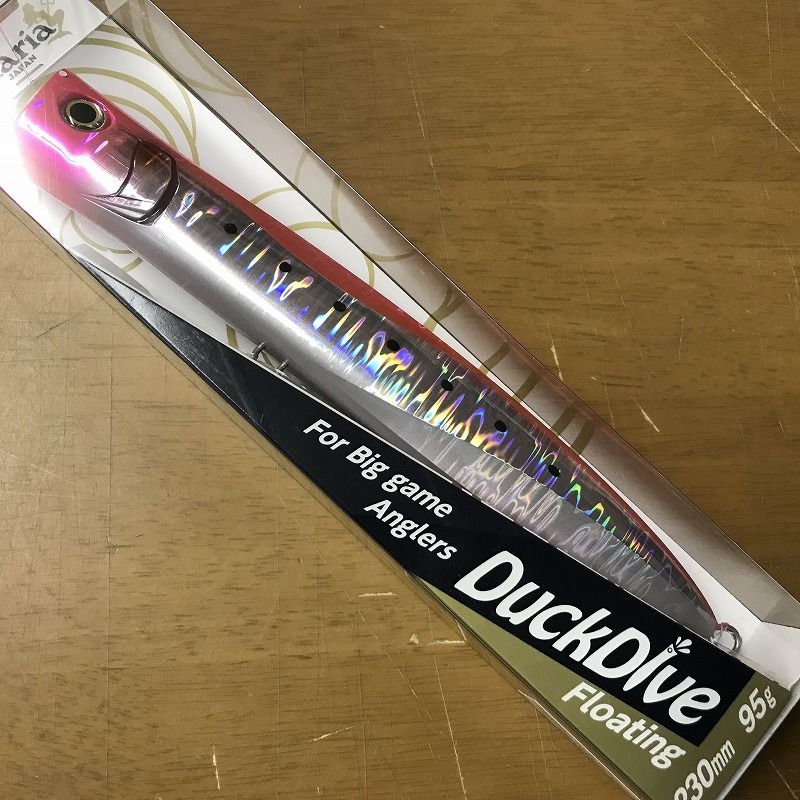 aria
JAPAN
For Big game
Anglers
DuckDive
Floating
230mm 95g